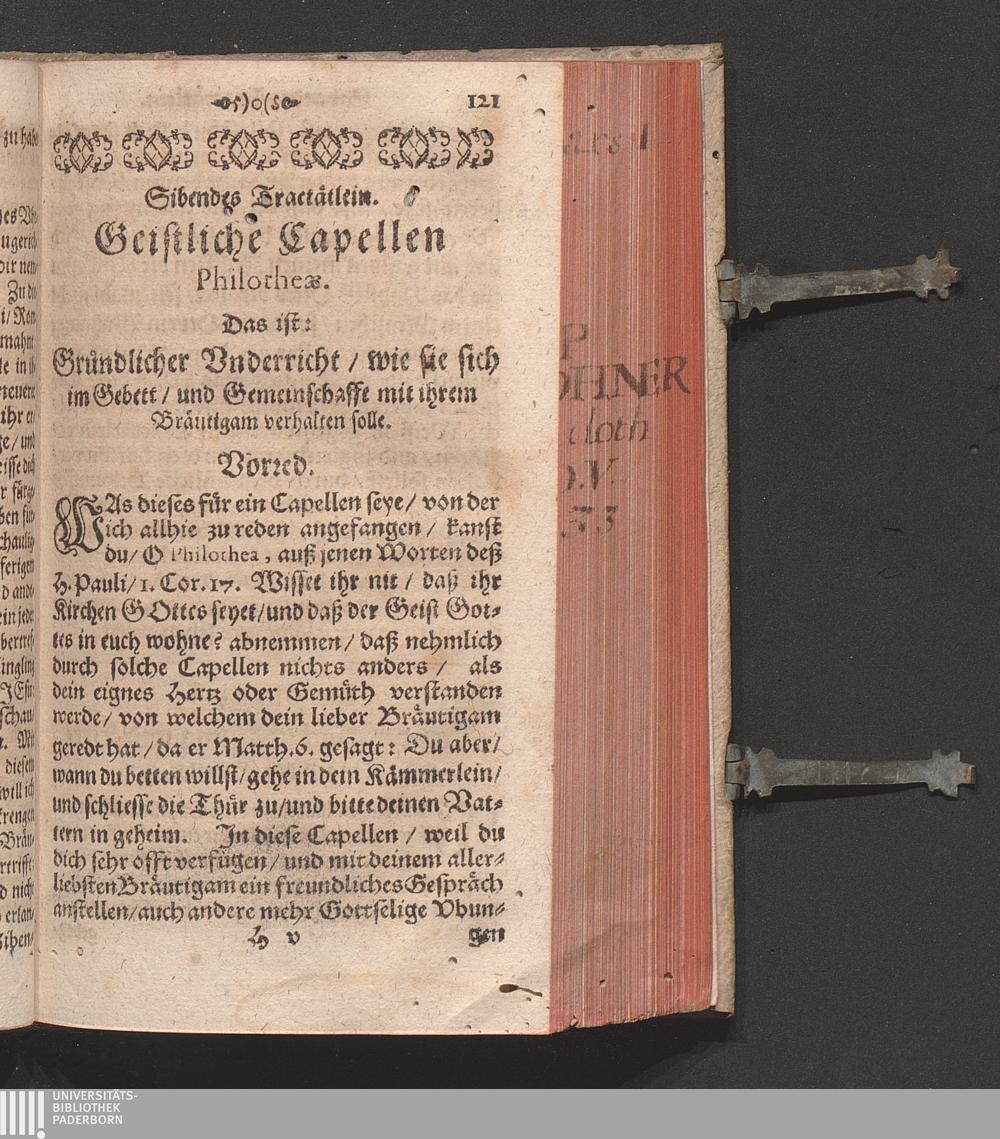 121
Sibendes Tractätlein.
Geistliche Capellen
Philotheæ.
Das ist:
Gründlicher Vnderricht / wie sie sich
im Gebett / und Gemeinschafft mit ihrem
Bräutigam verhalten solle.
Vorred.
WAs dieses für ein Capellen seye / von der
ich allhie zu reden angefangen / kanst
du / O Philothea, auß jenen Worten deß
H. Pauli / 1. Cor. 17. Wisset ihr nit / daß ihr
Kirchen GOttes seyet / und daß der Geist Got-
tes in euch wohne? abnemmen / daß nehmlich
durch solche Capellen nichts anders / als
dein eignes Hertz oder Gemüth verstanden
werde / von welchem dein lieber Bräutigam
geredt hat / da er Matth. 6. gesagt: Du aber /
wann du betten willst / gehe in dein Kämmerlein /
und schliesse die Thür zu / und bitte deinen Vat-
tern in geheim. In diese Capellen / weil du
dich sehr offt verfügen / und mit deinem aller-
liebsten Bräutigam ein freundliches Gespräch
anstellen / auch andere mehr Gottselige Vbun-
H v gen
zu habe
P
HNER
loth
.V.
UNIVERSITÄTS-
BIBLIOTHEK
PADERBORN